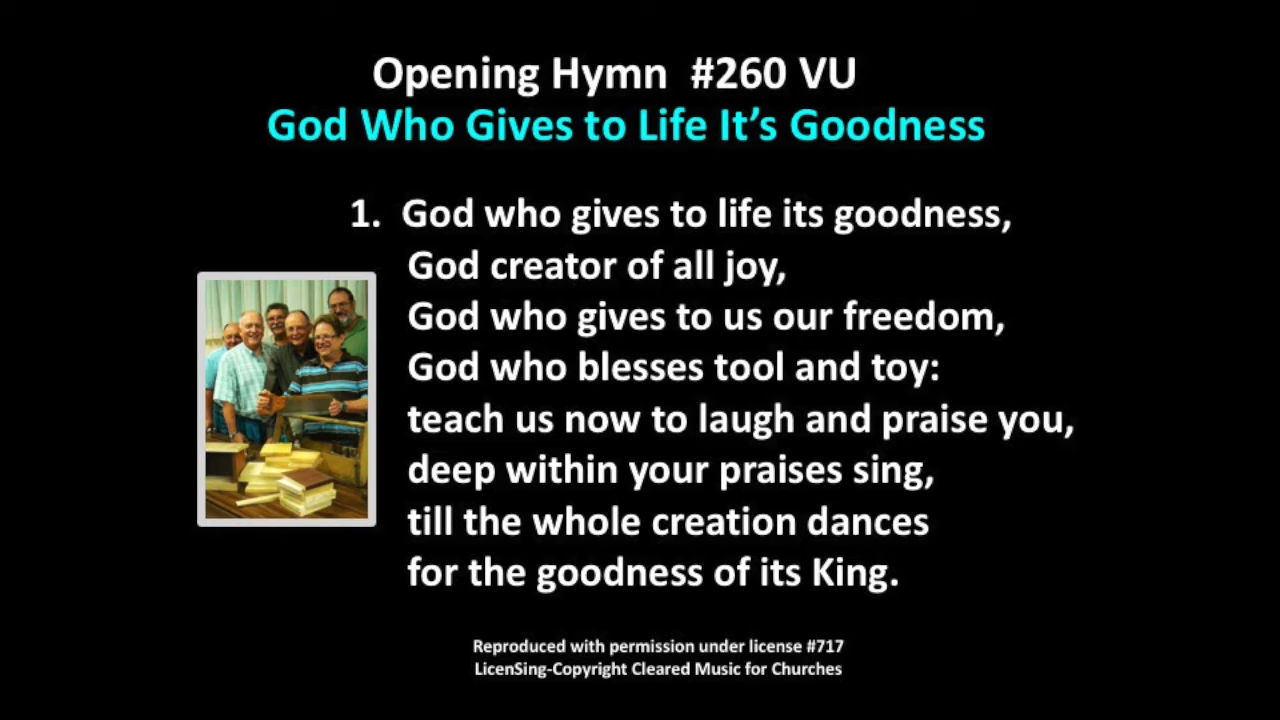 Opening Hymn #260 VU
God Who Gives to Life It's Goodness
1. God who gives to life its goodness,
God creator of all joy,
God who gives to us our freedom,
God who blesses tool and toy:
teach us now to laugh and praise you,
deep within your praises sing,
till the whole creation dances
for the goodness of its King.
Reproduced with permission under license #717
LicenSing-Copyright Cleared Music for Churches